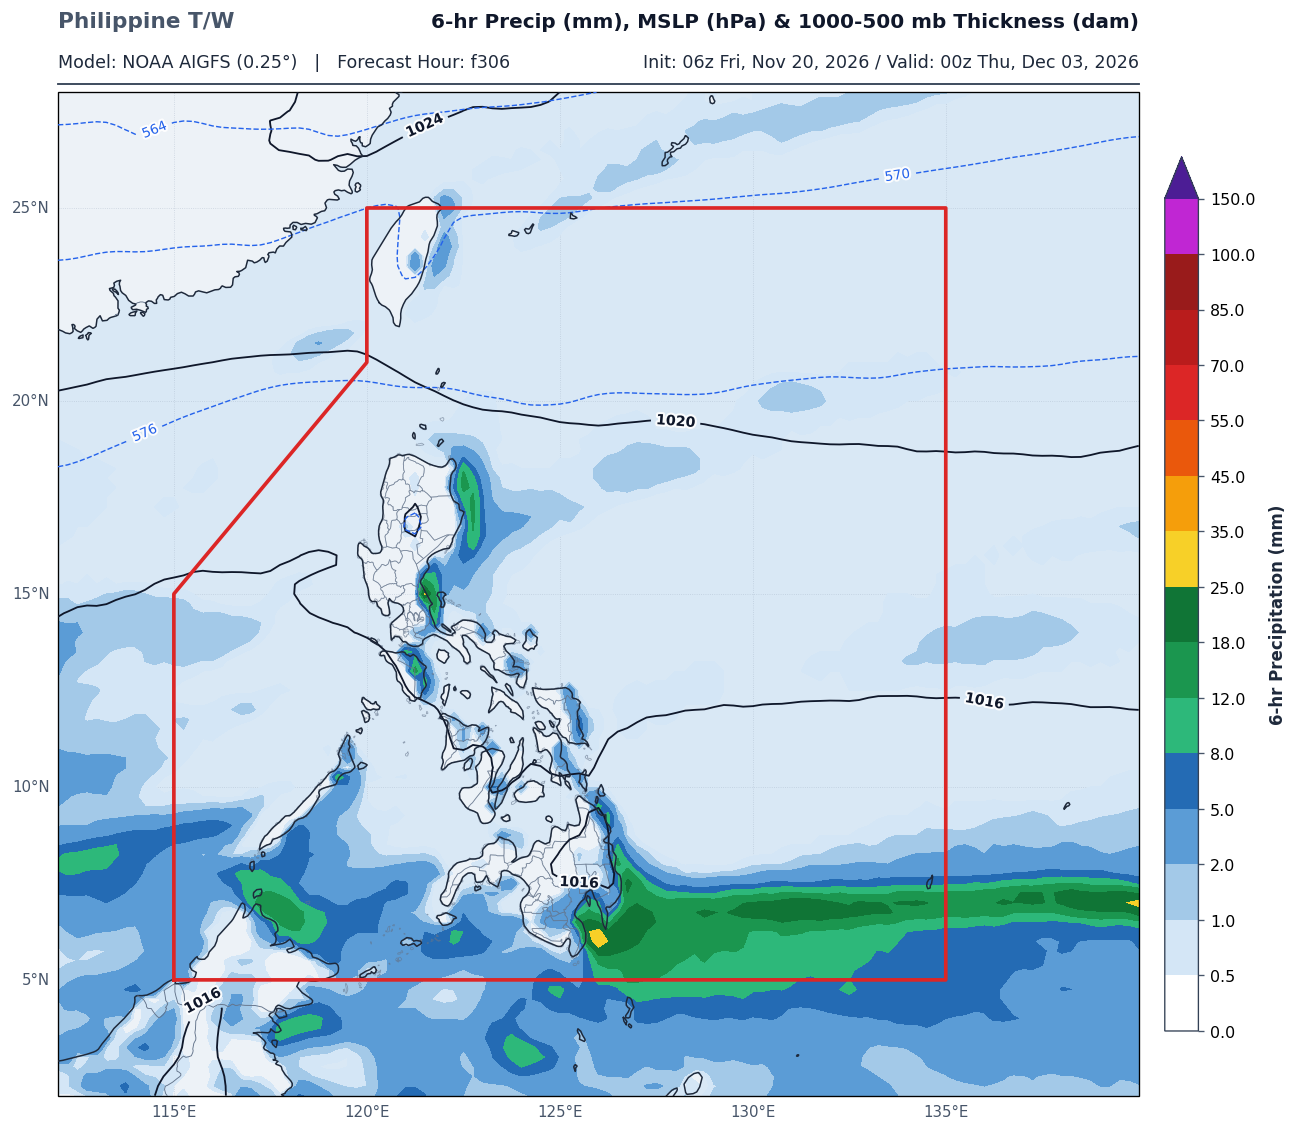 Philippine T/W
6-hr Precip (mm), MSLP (hPa) & 1000-500 mb Thickness (dam)
Model: NOAA AIGFS (0.25°) | Forecast Hour: f306
Init: 06z Fri, Nov 20, 2026 / Valid: 00z Thu, Dec 03, 2026
564
1024
570
25°N
20°N
15°N
10°N
5°N
576
1020
1016
1016
1016
115°E
120°E
125°E
130°E
135°E
150.0
100.0
85.0
70.0
55.0
45.0
35.0
25.0
18.0
12.0
8.0
5.0
2.0
1.0
0.5
0.0
6-hr Precipitation (mm)